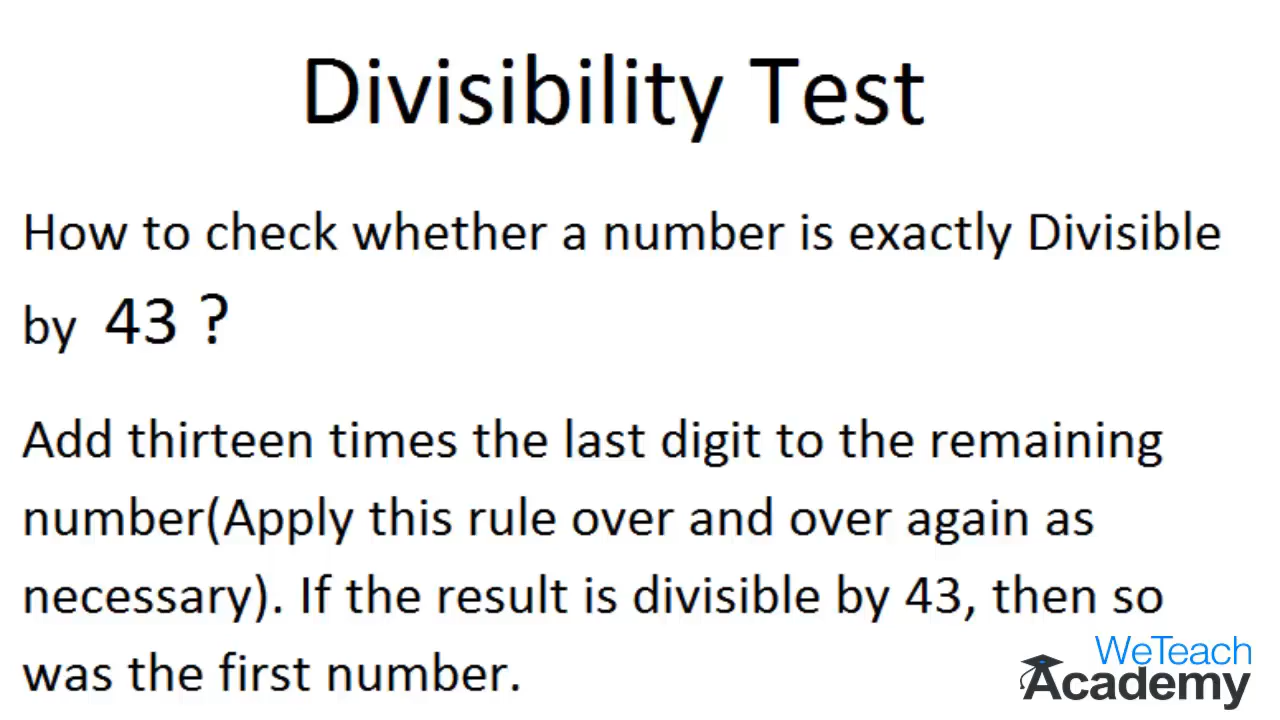 Divisibility Test
How to check whether a number is exactly Divisible
by 43 ?
Add thirteen times the last digit to the remaining
number(Apply this rule over and over again as
necessary). If the result is divisible by 43, then so
was the first number.
WeTeach
Academy